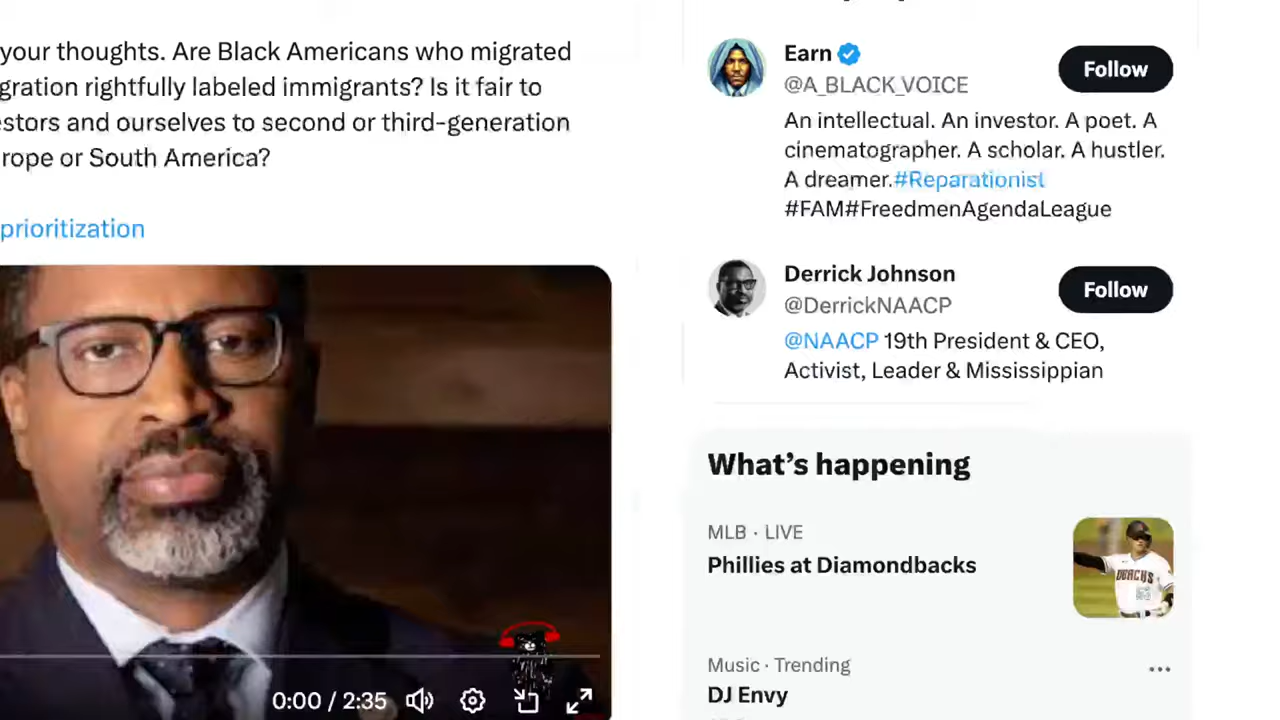 your thoughts. Are Black Americans who migrated
gration rightfully labeled immigrants? Is it fair to
estors and ourselves to second or third-generation
rope or South America?
prioritization
0:00 / 2:35
Earn
@A_BLACK_VOICE
Follow
An intellectual. An investor. A poet. A
cinematographer. A scholar. A hustler.
A dreamer.#Reparationist
#FAM#FreedmenAgendaLeague
Derrick Johnson
@DerrickNAACP
Follow
@NAACP 19th President & CEO,
Activist, Leader & Mississippian
What's happening
MLB · LIVE
Phillies at Diamondbacks
Music · Trending
DJ Envy